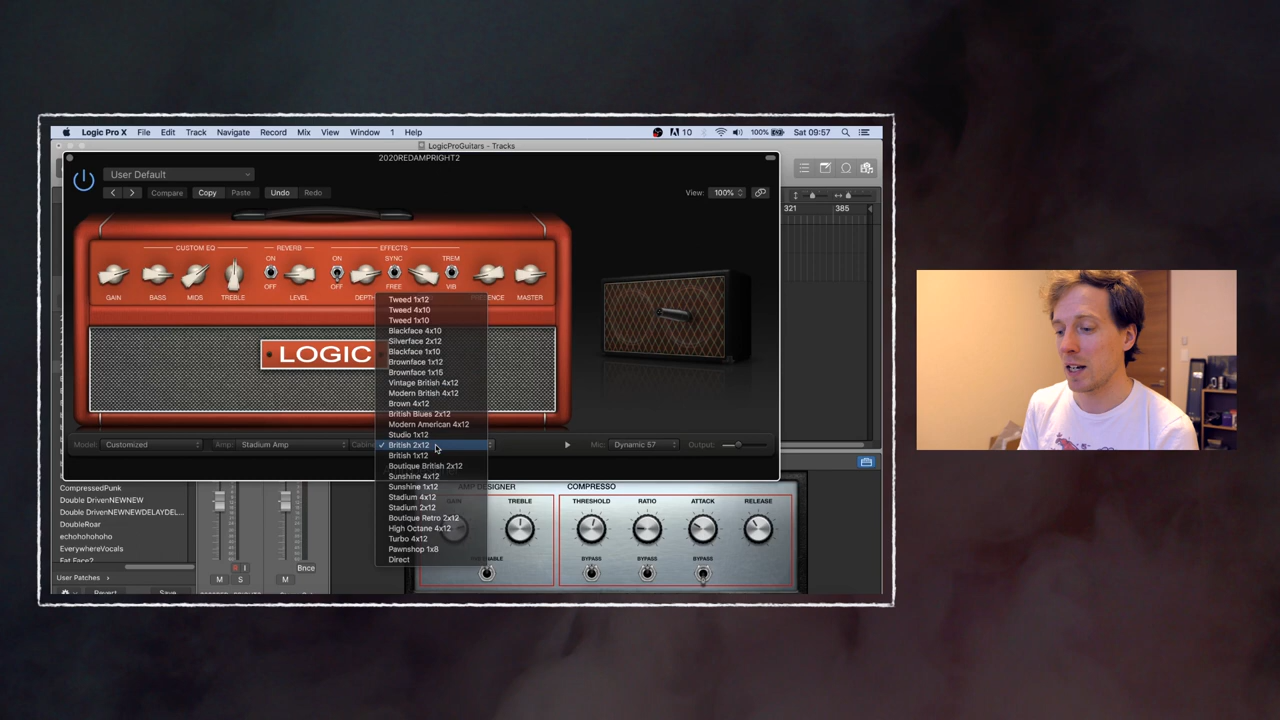 Logic Pro X File Edit Track Navigate Record Mix View Window 1 Help
10 100% Sat 09:57
LogicProGuitars - Tracks
2020REDAMPRIGHT2
User Default
Compare Copy Paste Undo Redo
View: 100%
321 385
CUSTOM EQ REVERB EFFECTS
ON ON SYNC TREM
OFF OFF FREE VIB
GAIN BASS MIDS TREBLE LEVEL DEPTH MASTER
LOGIC
Tweed 1x12
Tweed 4x10
Tweed 1x10
Blackface 4x10
Silverface 2x12
Blackface 1x10
Brownface 1x12
Brownface 1x15
Vintage British 4x12
Modern British 4x12
Brown 4x12
British Blues 2x12
Modern American 4x12
Studio 1x12
✓ British 2x12
British 1x12
Boutique British 2x12
Sunshine 4x12
Sunshine 1x12
Stadium 4x12
Stadium 2x12
Boutique Retro 2x12
High Octane 4x12
Turbo 4x12
Pawnshop 1x8
Direct
Model: Customized Amp: Stadium Amp Mic: Dynamic 57 Output:
CompressedPunk
Double DrivenNEWNEW
Double DrivenNEWNEWDELAYDEL...
DoubleRoar
echohohohoho
EverywhereVocals
Fat Face2
User Patches
Revert Save
R I
M S M
Bnce
AMP DESIGNER COMPRESSO
GAIN TREBLE THRESHOLD RATIO ATTACK RELEASE
BYPASS BYPASS BYPASS